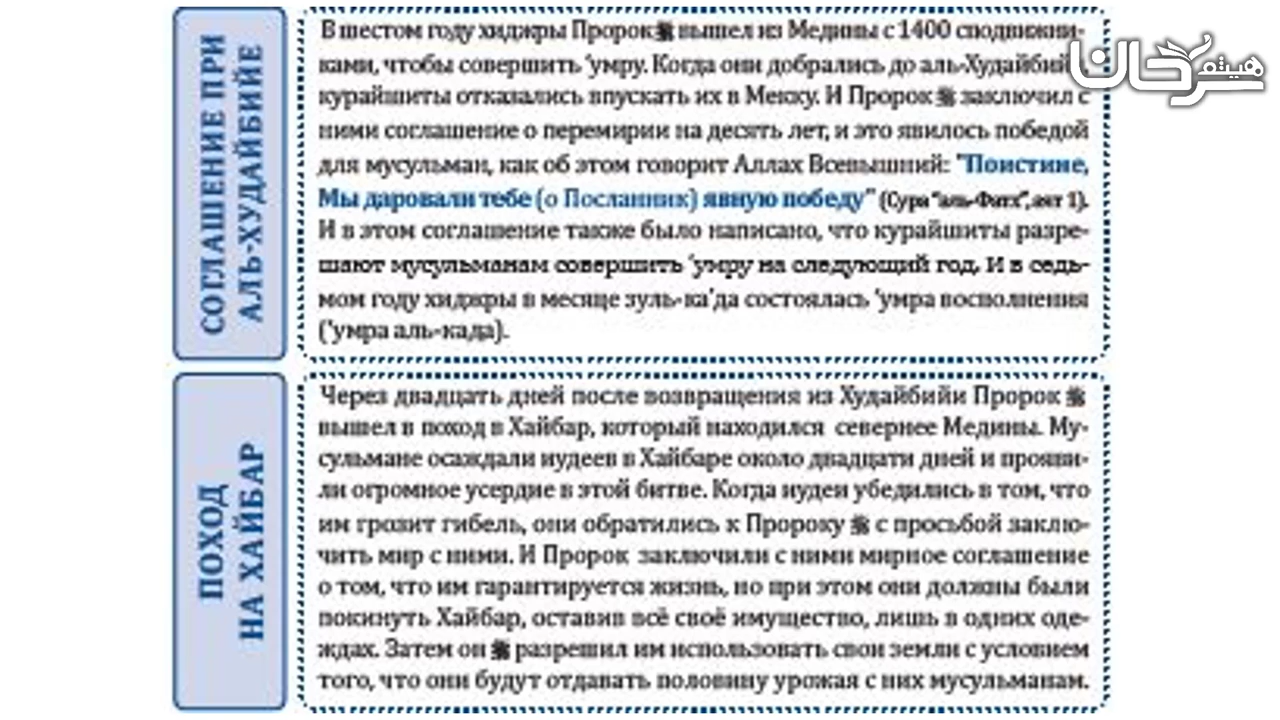 СОГЛАШЕНИЕ ПРИ
АЛЬ-ХУДАЙБИЙЕ
В шестом году хиджры Пророк ﷺ вышел из Медины с 1400 сподвижни-
ками, чтобы совершить ‘умру. Когда они добрались до аль-Худайбийи,
курайшиты отказались впускать их в Мекку. И Пророк ﷺ заключил с
ними соглашение о перемирии на десять лет, и это явилось победой
для мусульман, как об этом говорит Аллах Всевышний: "Поистине,
Мы даровали тебе (о Посланник) явную победу" (Сура "аль-Фатх", аят 1).
И в этом соглашение также было написано, что курайшиты разре-
шают мусульманам совершить ‘умру на следующий год. И в седь-
мом году хиджры в месяце зуль-ка’да состоялась ‘умра восполнения
(‘умра аль-када).
ПОХОД
НА ХАЙБАР
Через двадцать дней после возвращения из Худайбийи Пророк ﷺ
вышел в поход в Хайбар, который находился севернее Медины. Му-
сульмане осаждали иудеев в Хайбаре около двадцати дней и прояви-
ли огромное усердие в этой битве. Когда иудеи убедились в том, что
им грозит гибель, они обратились к Пророку ﷺ с просьбой заклю-
чить мир с ними. И Пророк заключили с ними мирное соглашение
о том, что им гарантируется жизнь, но при этом они должны были
покинуть Хайбар, оставив всё своё имущество, лишь в одних оде-
ждах. Затем он ﷺ разрешил им использовать свои земли с условием
того, что они будут отдавать половину урожая с них мусульманам.